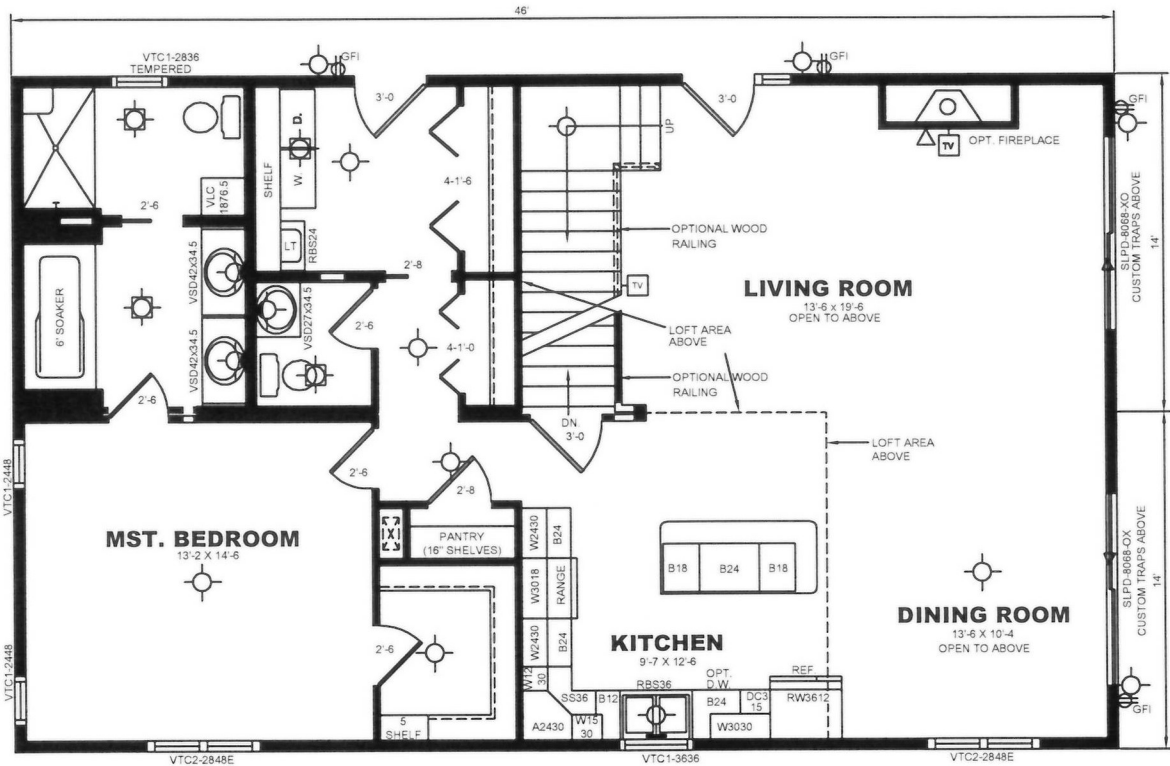 46'
VTC1-2836
TEMPERED
GFI
GFI
3'-0
3'-0
GFI
SHELF
W.
D.
UP
TV
OPT. FIREPLACE
4-1'-6
2'-6
VLC
1876.5
LT
RBS24
OPTIONAL WOOD
RAILING
SLPD-8068-XO
CUSTOM TRAPS ABOVE
14'
6' SOAKER
VSD42x34.5
2'-8
TV
LIVING ROOM
13'-6 x 19'-6
OPEN TO ABOVE
VSD27x34.5
2'-6
LOFT AREA
ABOVE
VSD42x34.5
4-1'-0
OPTIONAL WOOD
RAILING
2'-6
DN.
3'-0
LOFT AREA
ABOVE
VTC1-2448
2'-6
2'-8
MST. BEDROOM
13'-2 X 14'-6
X
PANTRY
(16" SHELVES)
W2430
B24
W3018
RANGE
W2430
B24
W12
30
B18
B24
B18
SLPD-8068-OX
CUSTOM TRAPS ABOVE
14'
DINING ROOM
13'-6 X 10'-4
OPEN TO ABOVE
KITCHEN
9'-7 X 12'-6
2'-6
VTC1-2448
5
SHELF
A2430
SS36
W15
30
B12
RBS36
OPT.
D.W.
B24
DC3
15
W3030
REF.
RW3612
GFI
VTC2-2848E
VTC1-3636
VTC2-2848E